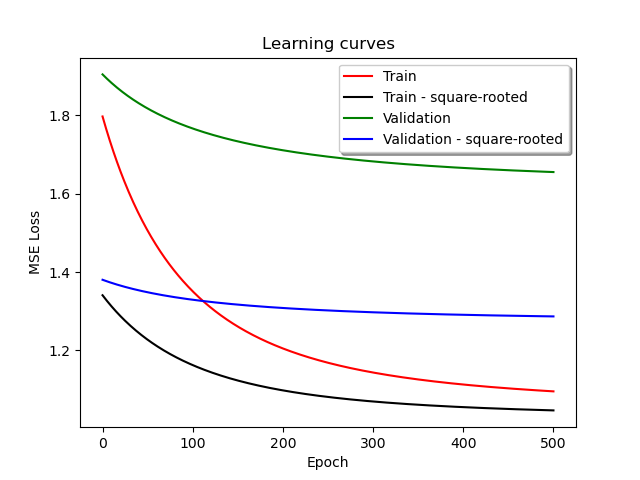 Learning curves
Train
Train - square-rooted
Validation
Validation - square-rooted
1.8
1.6
1.4
1.2
MSE Loss
0 100 200 300 400 500
Epoch